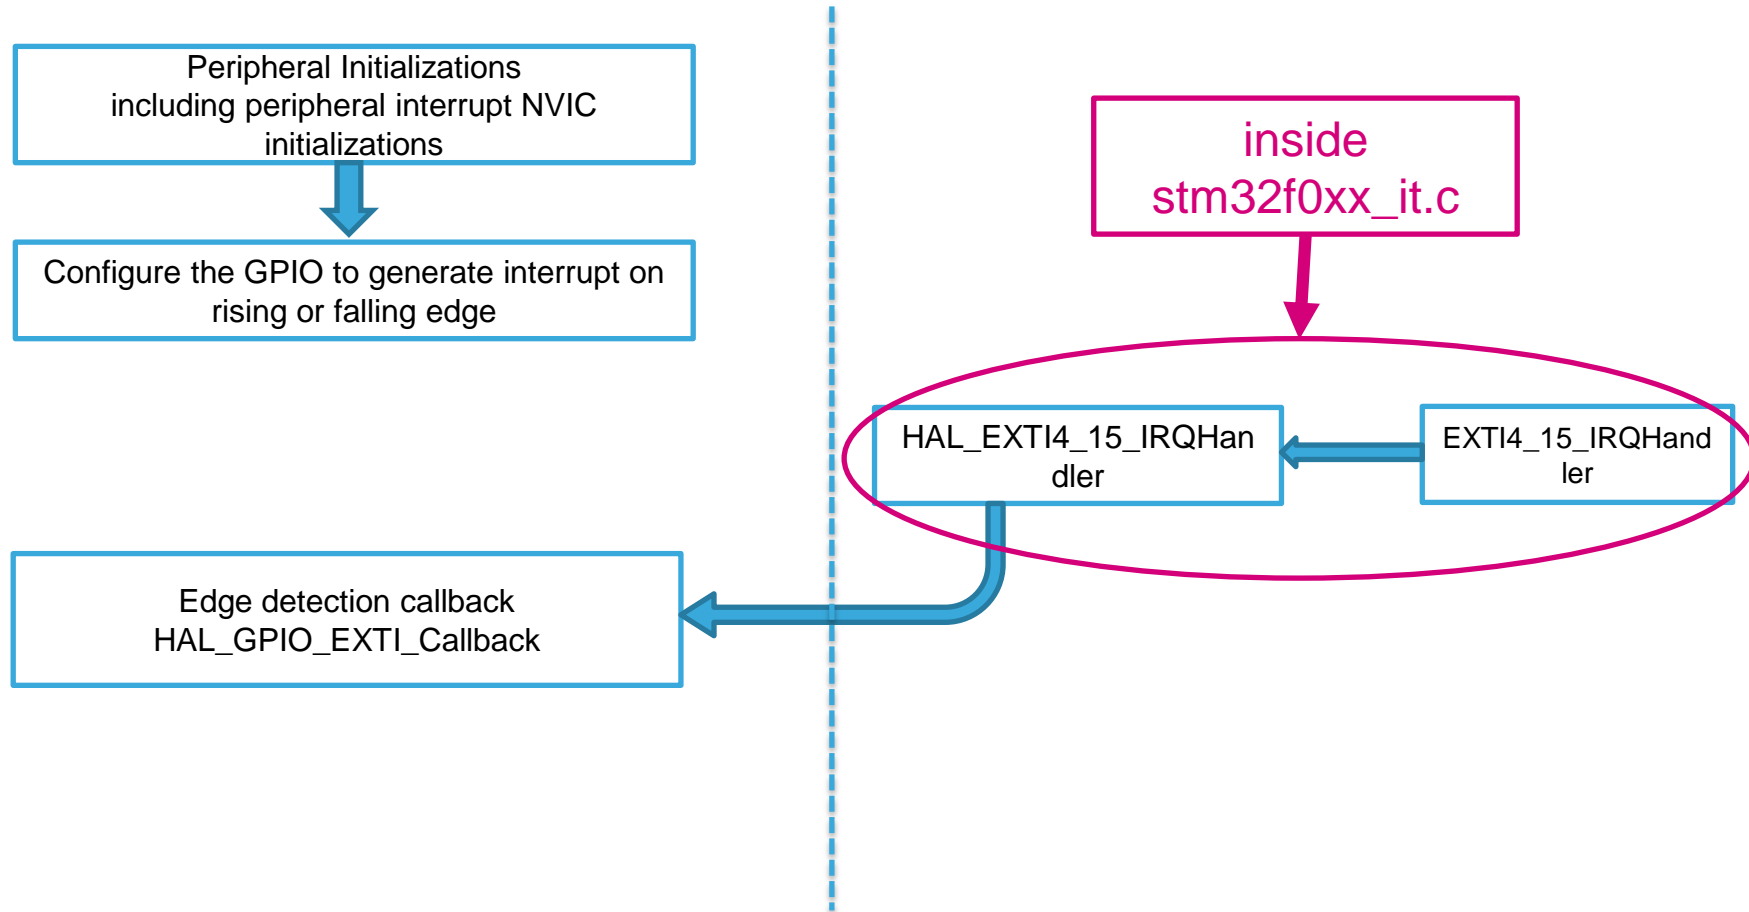 Peripheral Initializations
including peripheral interrupt NVIC
initializations
Configure the GPIO to generate interrupt on
rising or falling edge
Edge detection callback
HAL_GPIO_EXTI_Callback
inside
stm32f0xx_it.c
HAL_EXTI4_15_IRQHan
dler
EXTI4_15_IRQHand
ler